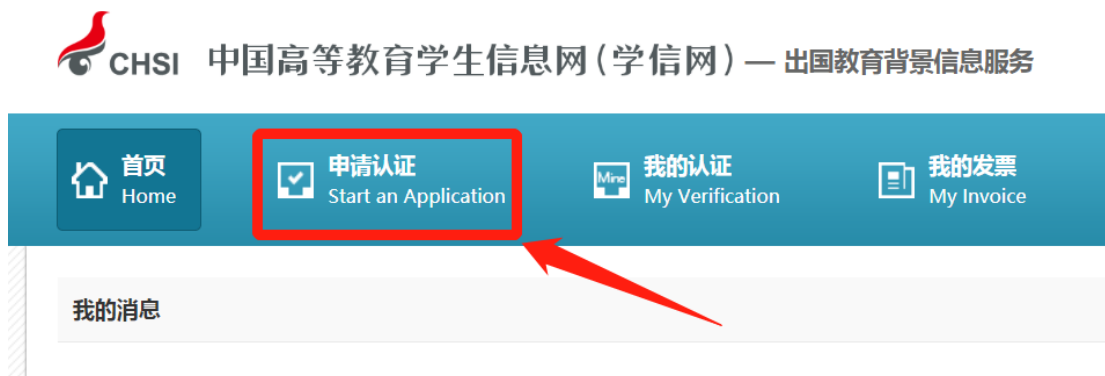 CHSI 中国高等教育学生信息网(学信网)— 出国教育背景信息服务
首页
Home
申请认证
Start an Application
Mine
我的认证
My Verification
我的发票
My Invoice
我的消息